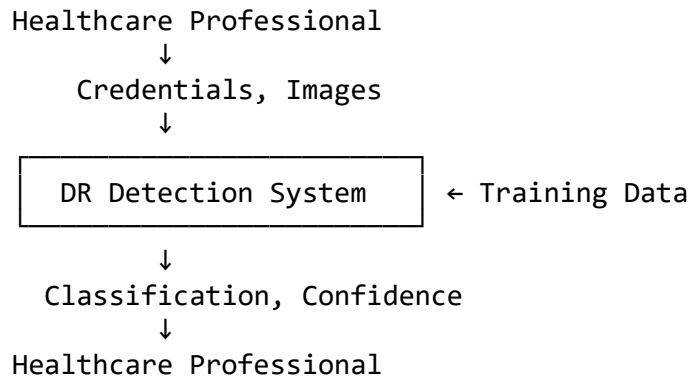 Healthcare Professional
↓
Credentials, Images
↓
DR Detection System ← Training Data
↓
Classification, Confidence
↓
Healthcare Professional